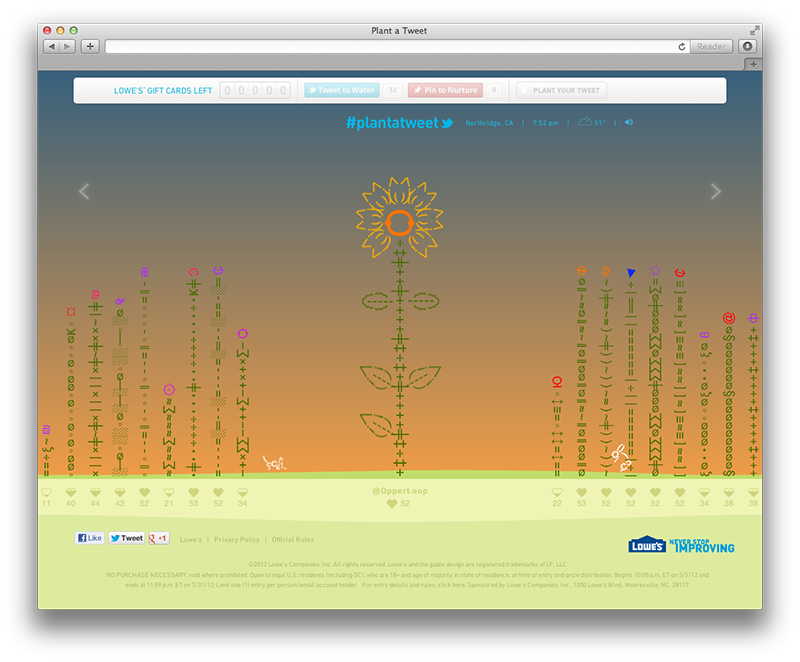 Plant a Tweet
Reader
LOWE'S' GIFT CARDS LEFT 0 0 0 0 0 Tweet to Water 32 Pin to Nurture 8 PLANT YOUR TWEET
#plantatweet Northridge, CA | 7:52 pm | 51°
@OpperLoop
11 40 44 43 52 21 53 52 34 52 22 53 52 52 52 52 34 38 38
Like Tweet +1 Lowe's | Privacy Policy | Official Rules
LOWE'S NEVER STOP IMPROVING
©2012 Lowe's Companies, Inc. All rights reserved. Lowe's and the gable design are registered trademarks of LF, LLC
NO PURCHASE NECESSARY; void where prohibited. Open to legal U.S. residents (including DC), who are 18+ and age of majority in state of residence, at time of entry and prize distribution. Begins 10:00 a.m. ET on 5/1/12 and
ends at 11:59 p.m. ET on 7/31/12; Limit one (1) entry per person/email account holder. For entry details and rules, click here. Sponsored by Lowe's Companies, Inc., 1000 Lowe's Blvd., Mooresville, NC, 28117